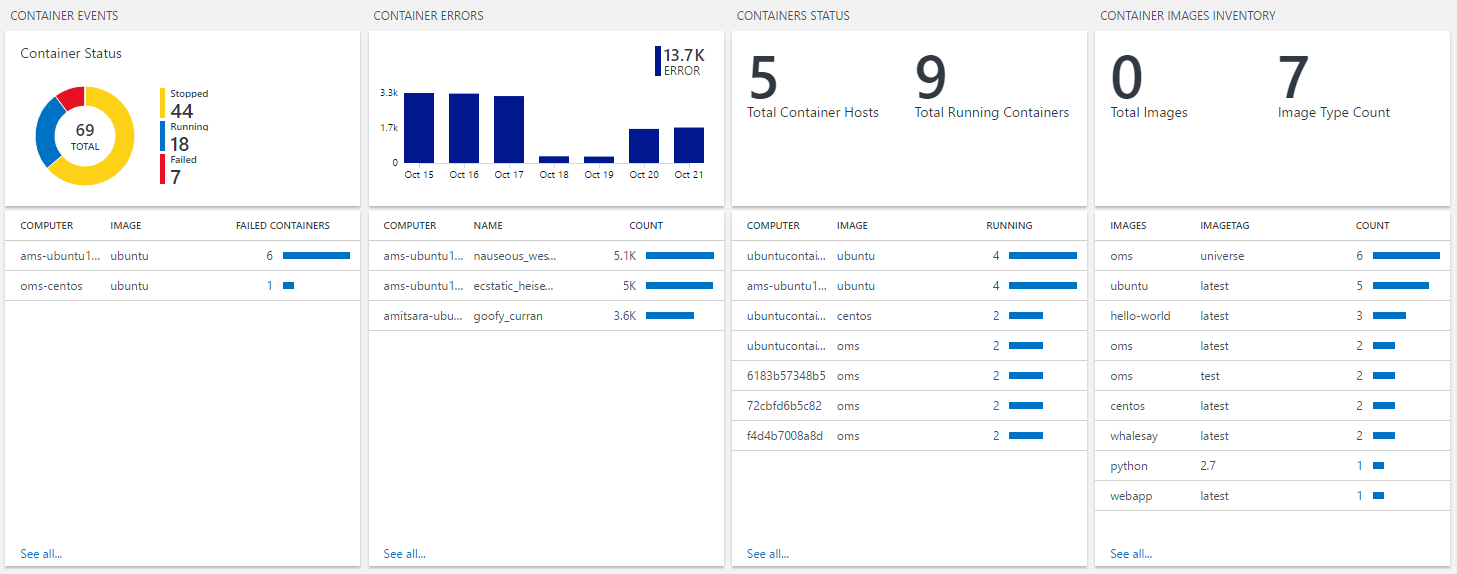 CONTAINER EVENTS
Container Status
69
TOTAL
Stopped
44
Running
18
Failed
7
COMPUTER IMAGE FAILED CONTAINERS
ams-ubuntu1... ubuntu 6
oms-centos ubuntu 1
See all...
CONTAINER ERRORS
13.7K
ERROR
3.3k
1.7k
0
Oct 15 Oct 16 Oct 17 Oct 18 Oct 19 Oct 20 Oct 21
COMPUTER NAME COUNT
ams-ubuntu1... nauseous_wes... 5.1K
ams-ubuntu1... ecstatic_heise... 5K
amitsara-ubu... goofy_curran 3.6K
See all...
CONTAINERS STATUS
5 9
Total Container Hosts Total Running Containers
COMPUTER IMAGE RUNNING
ubuntucontai... ubuntu 4
ams-ubuntu1... ubuntu 4
ubuntucontai... centos 2
ubuntucontai... oms 2
6183b57348b5 oms 2
72cbfd6b5c82 oms 2
f4d4b7008a8d oms 2
See all...
CONTAINER IMAGES INVENTORY
0 7
Total Images Image Type Count
IMAGES IMAGETAG COUNT
oms universe 6
ubuntu latest 5
hello-world latest 3
oms latest 2
oms test 2
centos latest 2
whalesay latest 2
python 2.7 1
webapp latest 1
See all...